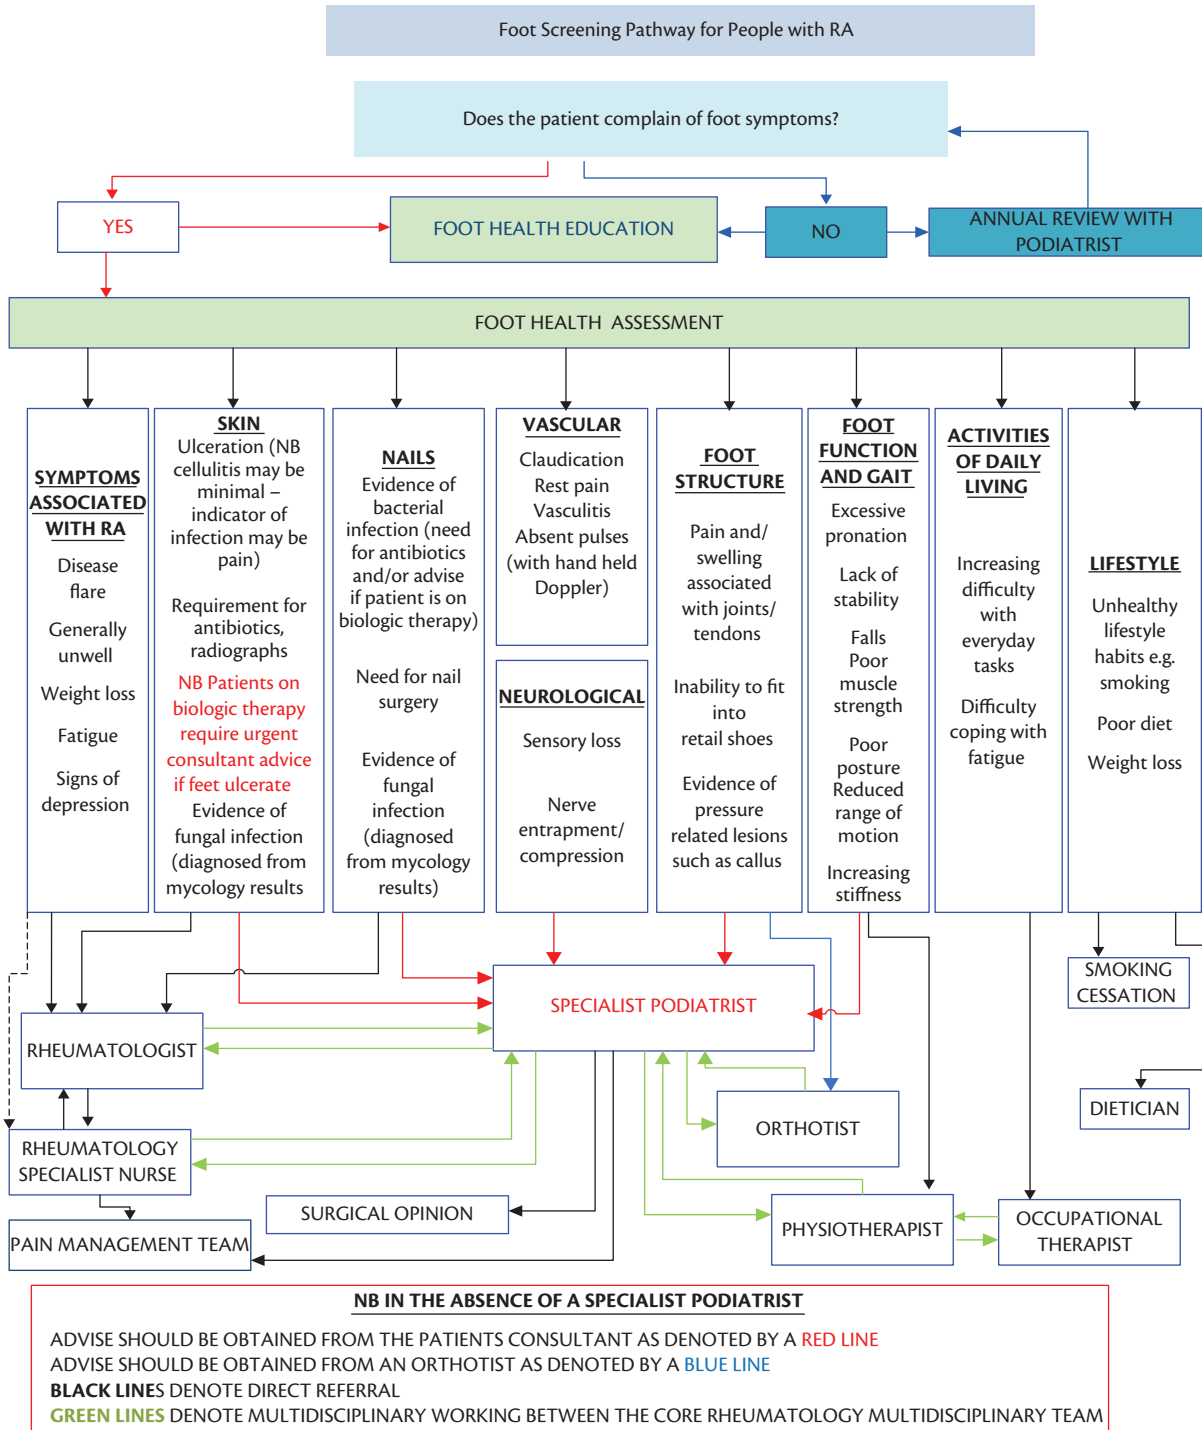 Foot Screening Pathway for People with RA
Does the patient complain of foot symptoms?
YES
FOOT HEALTH EDUCATION
NO
ANNUAL REVIEW WITH
PODIATRIST
FOOT HEALTH ASSESSMENT
SYMPTOMS
ASSOCIATED
WITH RA
Disease
flare
Generally
unwell
Weight loss
Fatigue
Signs of
depression
SKIN
Ulceration (NB
cellulitis may be
minimal –
indicator of
infection may be
pain)
Requirement for
antibiotics,
radiographs
NB Patients on
biologic therapy
require urgent
consultant advice
if feet ulcerate
Evidence of
fungal infection
(diagnosed from
mycology results
NAILS
Evidence of
bacterial
infection (need
for antibiotics
and/or advise
if patient is on
biologic therapy)
Need for nail
surgery
Evidence of
fungal
infection
(diagnosed
from mycology
results)
VASCULAR
Claudication
Rest pain
Vasculitis
Absent pulses
(with hand held
Doppler)
NEUROLOGICAL
Sensory loss
Nerve
entrapment/
compression
FOOT
STRUCTURE
Pain and/
swelling
associated
with joints/
tendons
Inability to fit
into
retail shoes
Evidence of
pressure
related lesions
such as callus
FOOT
FUNCTION
AND GAIT
Excessive
pronation
Lack of
stability
Falls
Poor
muscle
strength
Poor
posture
Reduced
range of
motion
Increasing
stiffness
ACTIVITIES
OF DAILY
LIVING
Increasing
difficulty
with
everyday
tasks
Difficulty
coping with
fatigue
LIFESTYLE
Unhealthy
lifestyle
habits e.g.
smoking
Poor diet
Weight loss
SPECIALIST PODIATRIST
SMOKING
CESSATION
RHEUMATOLOGIST
DIETICIAN
ORTHOTIST
RHEUMATOLOGY
SPECIALIST NURSE
SURGICAL OPINION
PHYSIOTHERAPIST
OCCUPATIONAL
THERAPIST
PAIN MANAGEMENT TEAM
NB IN THE ABSENCE OF A SPECIALIST PODIATRIST
ADVISE SHOULD BE OBTAINED FROM THE PATIENTS CONSULTANT AS DENOTED BY A RED LINE
ADVISE SHOULD BE OBTAINED FROM AN ORTHOTIST AS DENOTED BY A BLUE LINE
BLACK LINES DENOTE DIRECT REFERRAL
GREEN LINES DENOTE MULTIDISCIPLINARY WORKING BETWEEN THE CORE RHEUMATOLOGY MULTIDISCIPLINARY TEAM